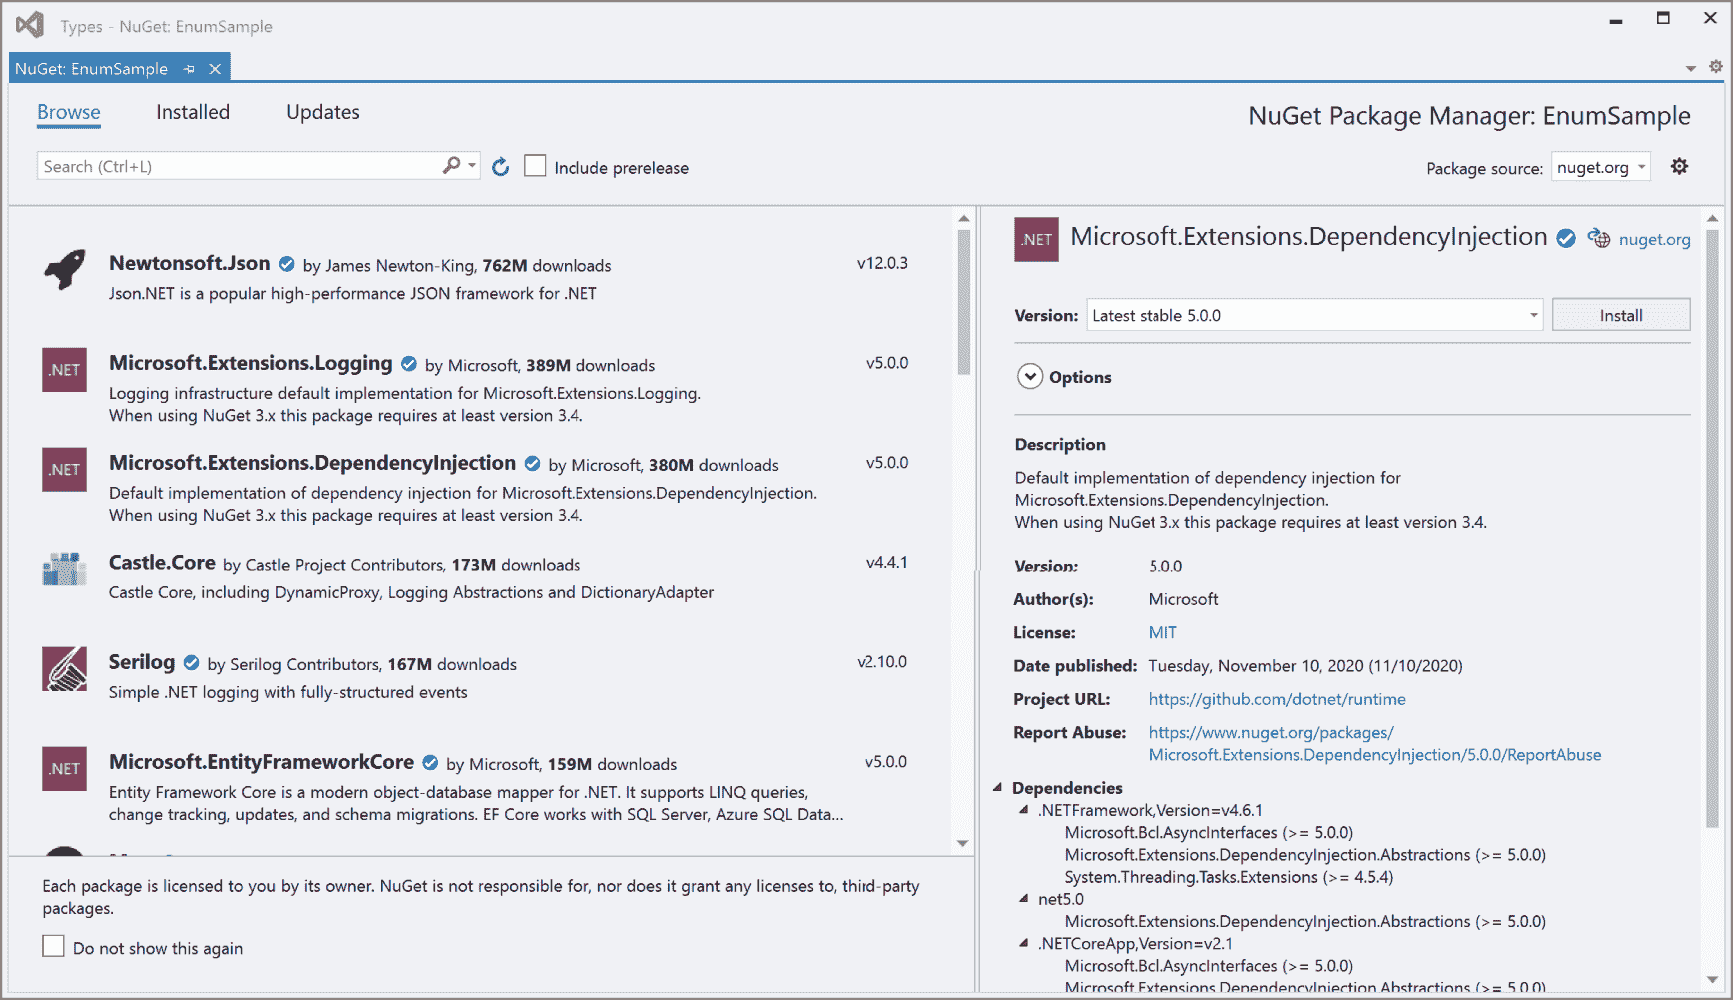 Types - NuGet: EnumSample
NuGet: EnumSample
Browse Installed Updates
NuGet Package Manager: EnumSample
Search (Ctrl+L)
Include prerelease
Package source: nuget.org
Newtonsoft.Json by James Newton-King, 762M downloads v12.0.3
Json.NET is a popular high-performance JSON framework for .NET
.NET
Microsoft.Extensions.Logging by Microsoft, 389M downloads v5.0.0
Logging infrastructure default implementation for Microsoft.Extensions.Logging.
When using NuGet 3.x this package requires at least version 3.4.
.NET
Microsoft.Extensions.DependencyInjection by Microsoft, 380M downloads v5.0.0
Default implementation of dependency injection for Microsoft.Extensions.DependencyInjection.
When using NuGet 3.x this package requires at least version 3.4.
Castle.Core by Castle Project Contributors, 173M downloads v4.4.1
Castle Core, including DynamicProxy, Logging Abstractions and DictionaryAdapter
Serilog by Serilog Contributors, 167M downloads v2.10.0
Simple .NET logging with fully-structured events
.NET
Microsoft.EntityFrameworkCore by Microsoft, 159M downloads v5.0.0
Entity Framework Core is a modern object-database mapper for .NET. It supports LINQ queries,
change tracking, updates, and schema migrations. EF Core works with SQL Server, Azure SQL Data...
Each package is licensed to you by its owner. NuGet is not responsible for, nor does it grant any licenses to, third-party
packages.
Do not show this again
.NET
Microsoft.Extensions.DependencyInjection nuget.org
Version: Latest stable 5.0.0 Install
Options
Description
Default implementation of dependency injection for
Microsoft.Extensions.DependencyInjection.
When using NuGet 3.x this package requires at least version 3.4.
Version: 5.0.0
Author(s): Microsoft
License: MIT
Date published: Tuesday, November 10, 2020 (11/10/2020)
Project URL: https://github.com/dotnet/runtime
Report Abuse: https://www.nuget.org/packages/
Microsoft.Extensions.DependencyInjection/5.0.0/ReportAbuse
Dependencies
.NETFramework,Version=v4.6.1
Microsoft.Bcl.AsyncInterfaces (>= 5.0.0)
Microsoft.Extensions.DependencyInjection.Abstractions (>= 5.0.0)
System.Threading.Tasks.Extensions (>= 4.5.4)
net5.0
Microsoft.Extensions.DependencyInjection.Abstractions (>= 5.0.0)
.NETCoreApp,Version=v2.1
Microsoft.Bcl.AsyncInterfaces (>= 5.0.0)
Microsoft.Extensions.DependencyInjection.Abstractions (>= 5.0.0)